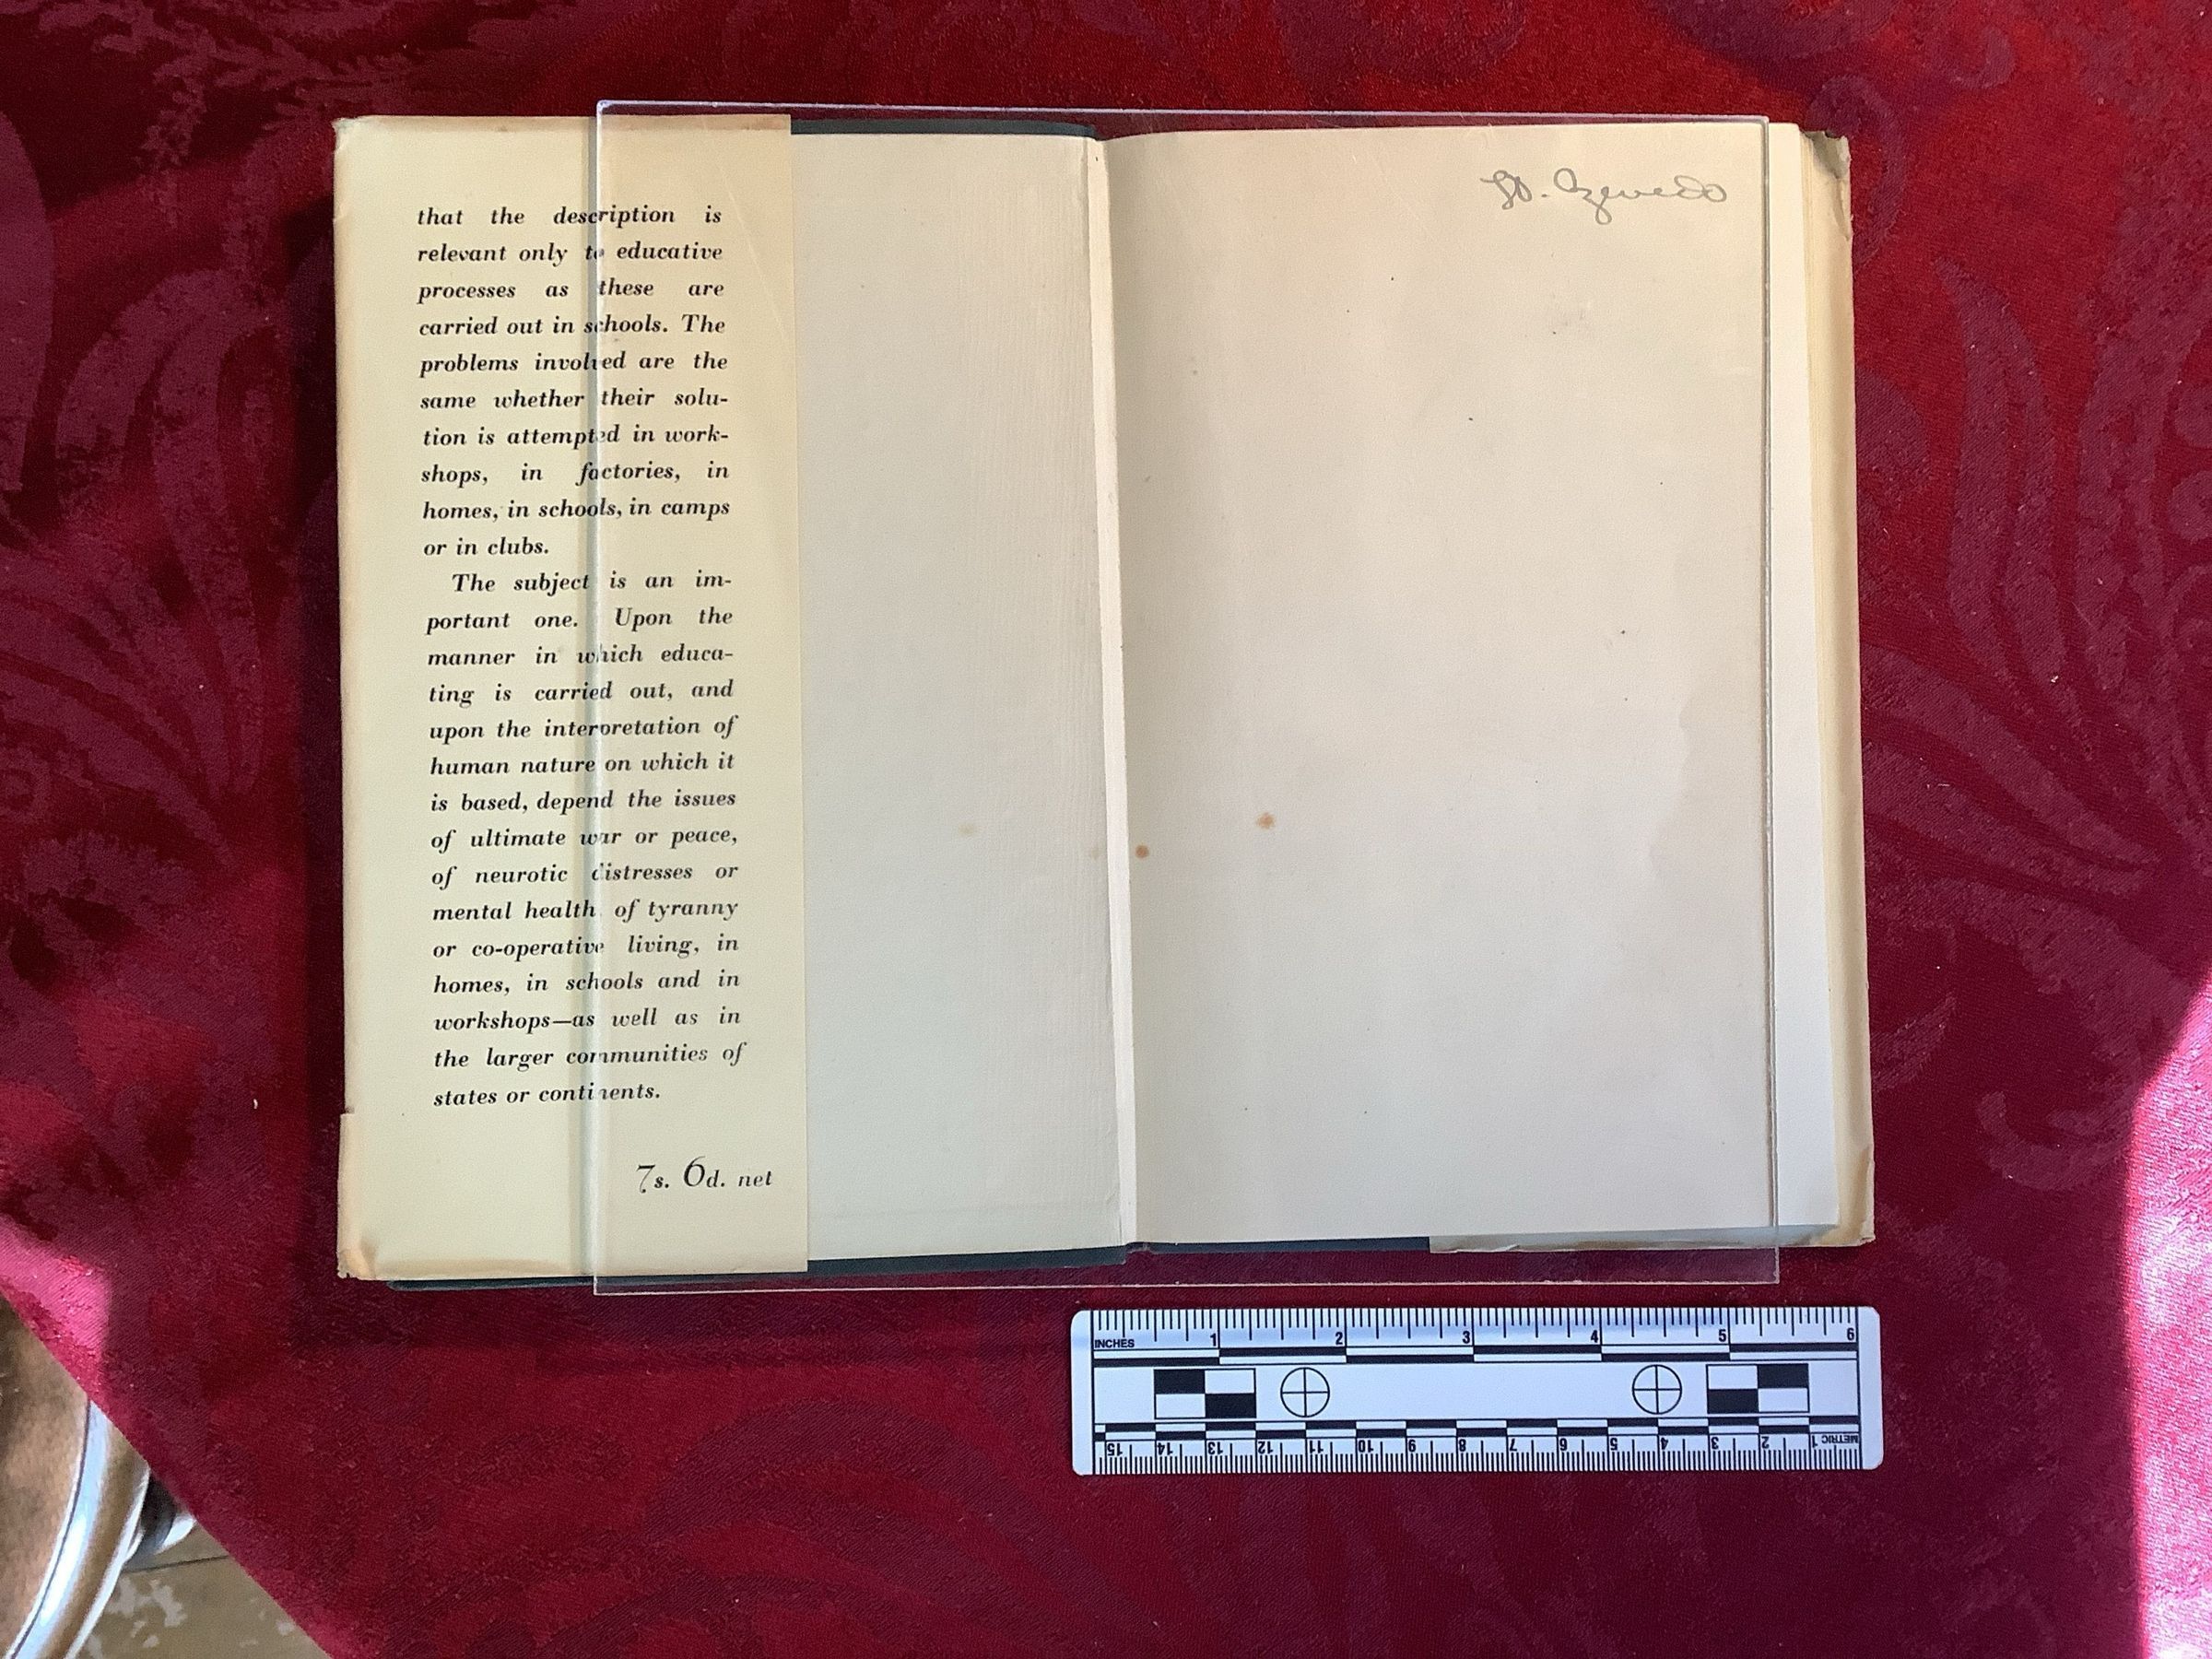 that the description is
relevant only to educative
processes as these are
carried out in schools. The
problems involved are the
same whether their solu-
tion is attempted in work-
shops, in factories, in
homes, in schools, in camps
or in clubs.
The subject is an im-
portant one. Upon the
manner in which educa-
ting is carried out, and
upon the interpretation of
human nature on which it
is based, depend the issues
of ultimate war or peace,
of neurotic distresses or
mental health, of tyranny
or co-operative living, in
homes, in schools and in
workshops—as well as in
the larger communities of
states or continents.
7s. 6d. net
Azevedo
INCHES 1 2 3 4 5 6
METRIC 1 2 3 4 5 6 7 8 9 10 11 12 13 14 15